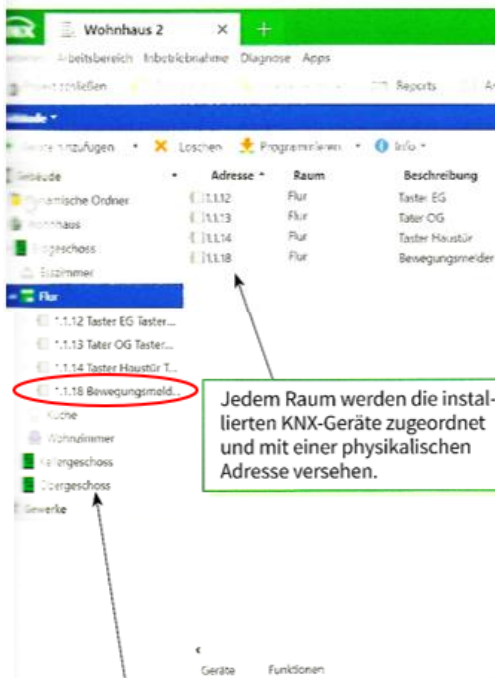 Wohnhaus 2 × +
Arbeitsbereich Inbetriebnahme Diagnose Apps
schließen Reports
hinzufügen Löschen Programmieren Info
Gebäude Adresse Raum Beschreibung
Dynamische Ordner 1.1.12 Flur Taster EG
Wohnhaus 1.1.13 Flur Tater OG
Erdgeschoss 1.1.14 Flur Taster Haustür
Esszimmer 1.1.18 Flur Bewegungsmelder
Flur
1.1.12 Taster EG Taster...
1.1.13 Tater OG Taster...
1.1.14 Taster Haustür T...
1.1.18 Bewegungsmeld...
Küche
Wohnzimmer
Kellergeschoss
Obergeschoss
Gewerke
Jedem Raum werden die instal-
lierten KNX-Geräte zugeordnet
und mit einer physikalischen
Adresse versehen.
Geräte Funktionen